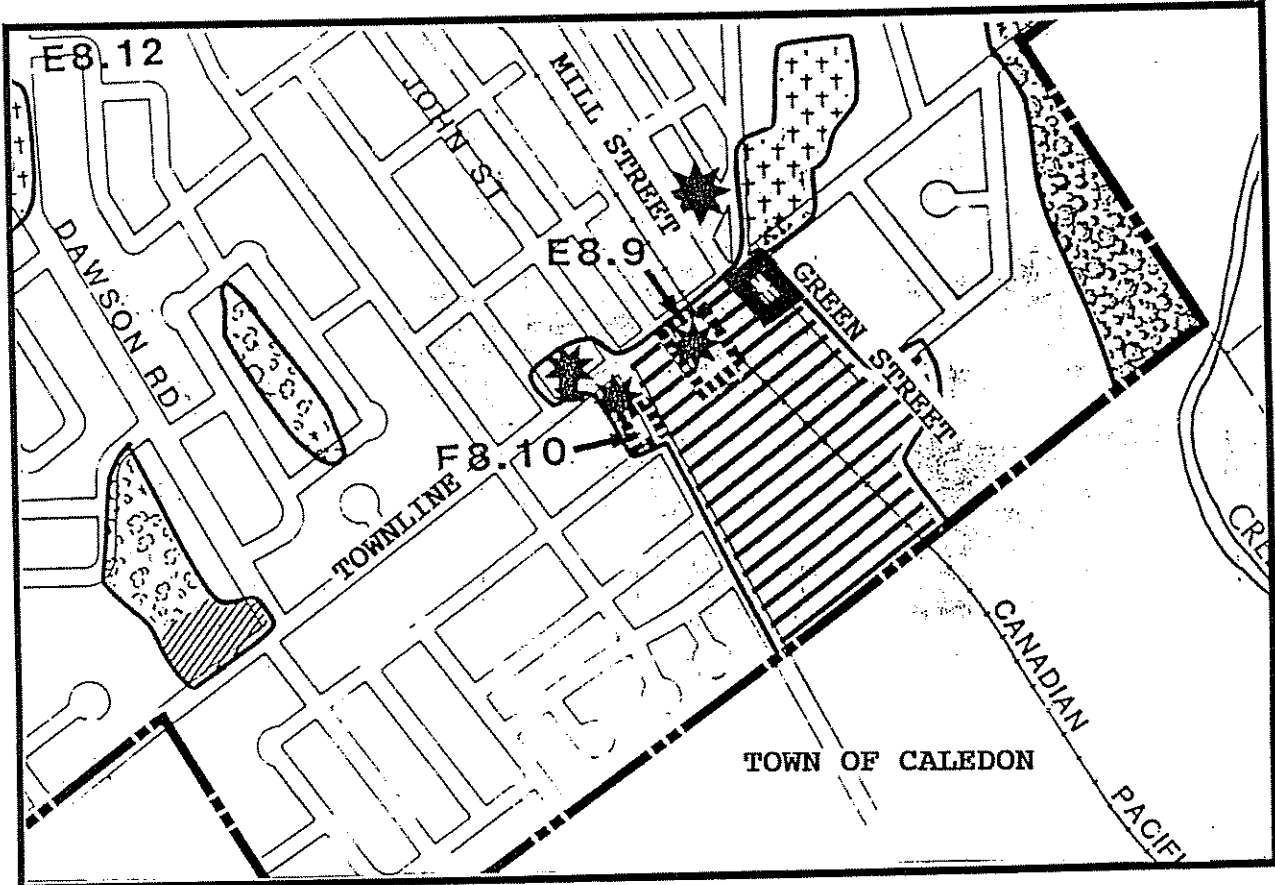 E8.12
MILL STREET
JOHN ST
E8.9
DAWSON RD
GREEN STREET
F8.10
TOWNLINE
CANADIAN
PACIFI
CRE
TOWN OF CALEDON